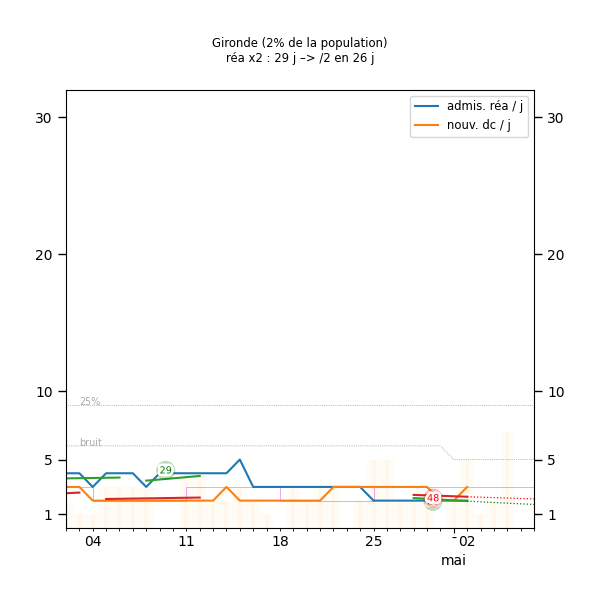 Gironde (2% de la population)
réa x2 : 29 j –> /2 en 26 j
admis. réa / j
nouv. dc / j
30 30
20 20
10 10
25%
bruit
5 5
29
48
1 1
04 11 18 25 02
mai